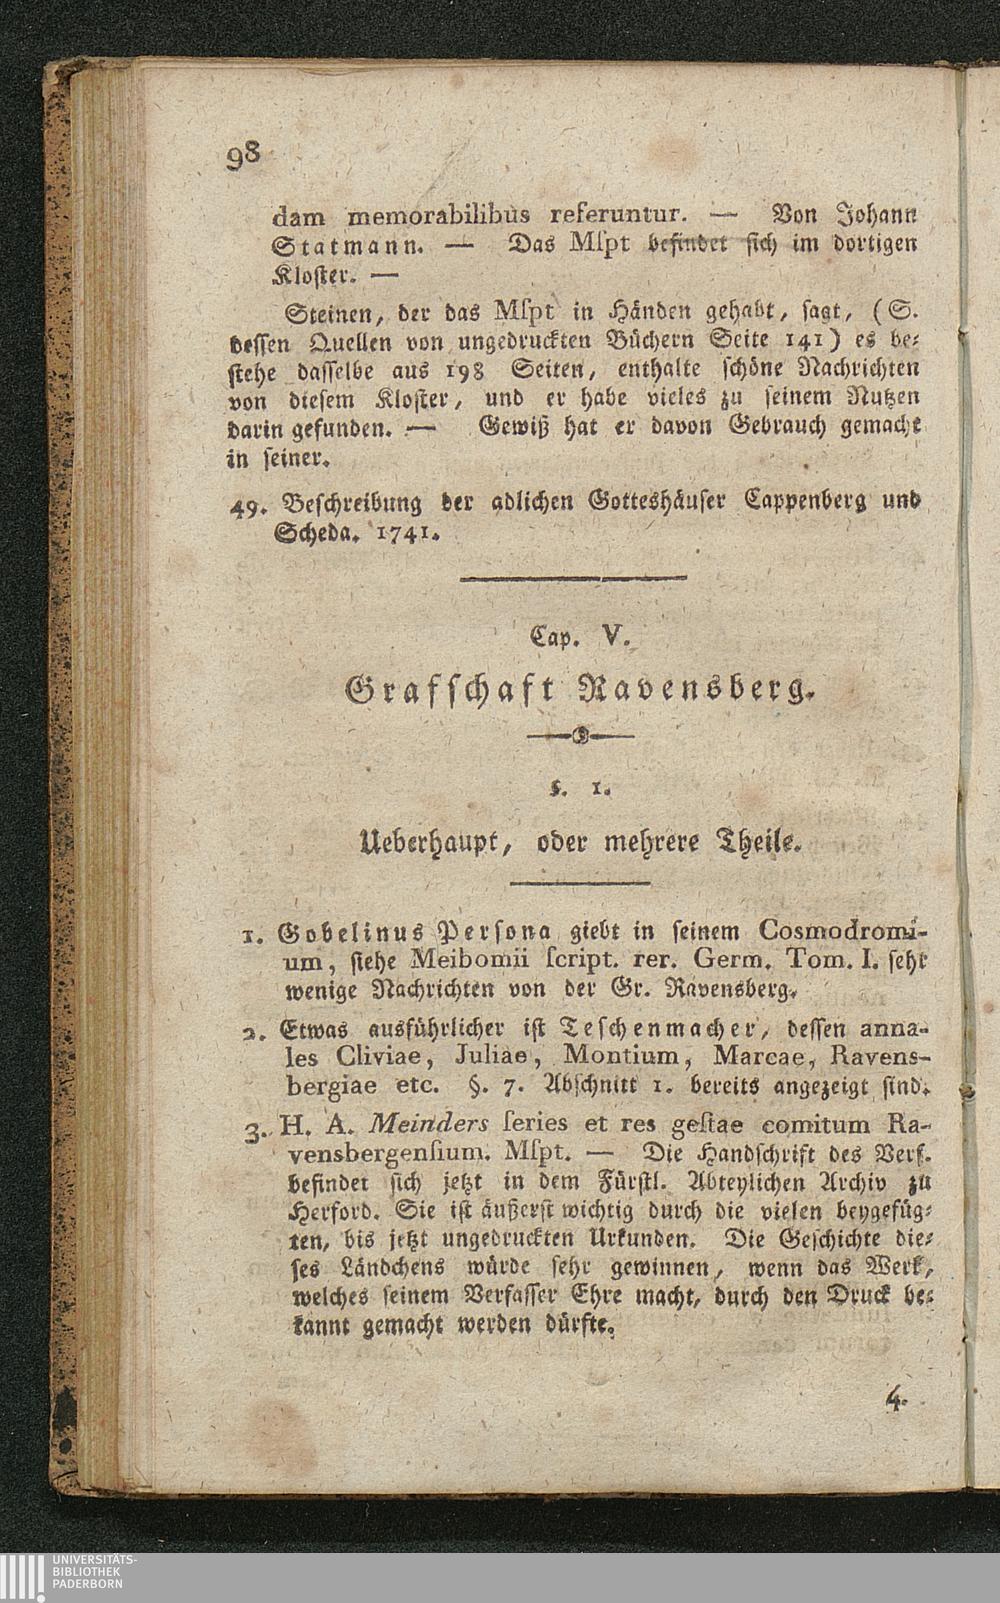 98
dam memorabilibus referuntur. — Von Johann
Statmann. — Das Mſpt befindet ſich im dortigen
Kloſter. —
Steinen, der das Mſpt in Händen gehabt, ſagt, (S.
deſſen Quellen von ungedruckten Büchern Seite 141) es be⸗
ſtehe daſſelbe aus 198 Seiten, enthalte ſchöne Nachrichten
von dieſem Kloſter, und er habe vieles zu ſeinem Nutzen
darin gefunden. — Gewiß hat er davon Gebrauch gemacht
in ſeiner.
49. Beſchreibung der adlichen Gotteshäuſer Cappenberg und
Scheda. 1741.
Cap. V.
Grafſchaft Ravensberg.
§. 1.
Ueberhaupt, oder mehrere Theile.
1. Gobelinus Perſona giebt in ſeinem Cosmodromi-
um, ſiehe Meibomii ſcript. rer. Germ. Tom. I. ſehr
wenige Nachrichten von der Gr. Ravensberg.
2. Etwas ausführlicher iſt Teſchenmacher, deſſen anna-
les Cliviae, Juliae, Montium, Marcae, Ravens-
bergiae etc. §. 7. Abſchnitt 1. bereits angezeigt ſind.
3. H. A. Meinders ſeries et res geſtae comitum Ra-
vensbergenſium. Mſpt. — Die Handſchrift des Verf.
befindet ſich jetzt in dem Fürſtl. Abteylichen Archiv zu
Herford. Sie iſt äußerſt wichtig durch die vielen beygefüg⸗
ten, bis jetzt ungedruckten Urkunden. Die Geſchichte die⸗
ſes Ländchens würde ſehr gewinnen, wenn das Werk,
welches ſeinem Verfaſſer Ehre macht, durch den Druck be⸗
kannt gemacht werden dürfte.
4.
UNIVERSITÄTS-
BIBLIOTHEK
PADERBORN